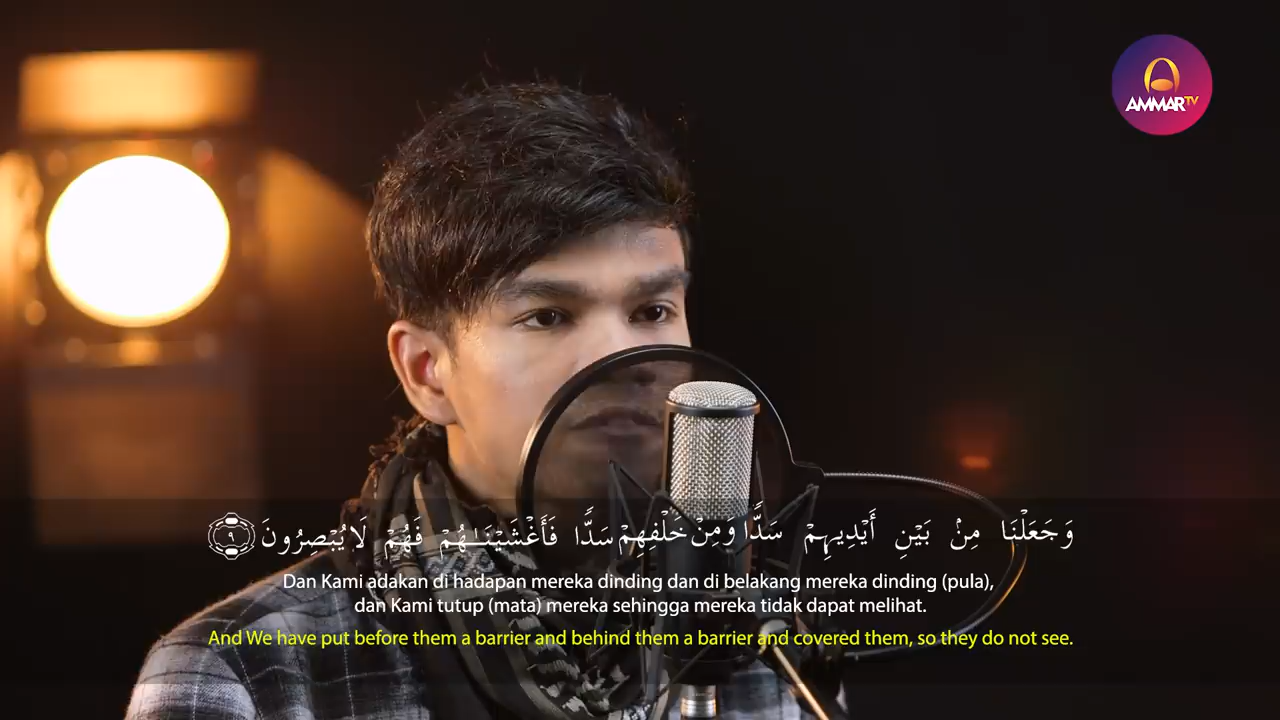 AMMARTV
وَجَعَلْنَا مِنْۢ بَيْنِ أَيْدِيهِمْ سَدًّا وَمِنْ خَلْفِهِمْ سَدًّا فَأَغْشَيْنَـٰهُمْ فَهُمْ لَا يُبْصِرُونَ ٩
Dan Kami adakan di hadapan mereka dinding dan di belakang mereka dinding (pula),
dan Kami tutup (mata) mereka sehingga mereka tidak dapat melihat.
And We have put before them a barrier and behind them a barrier and covered them, so they do not see.